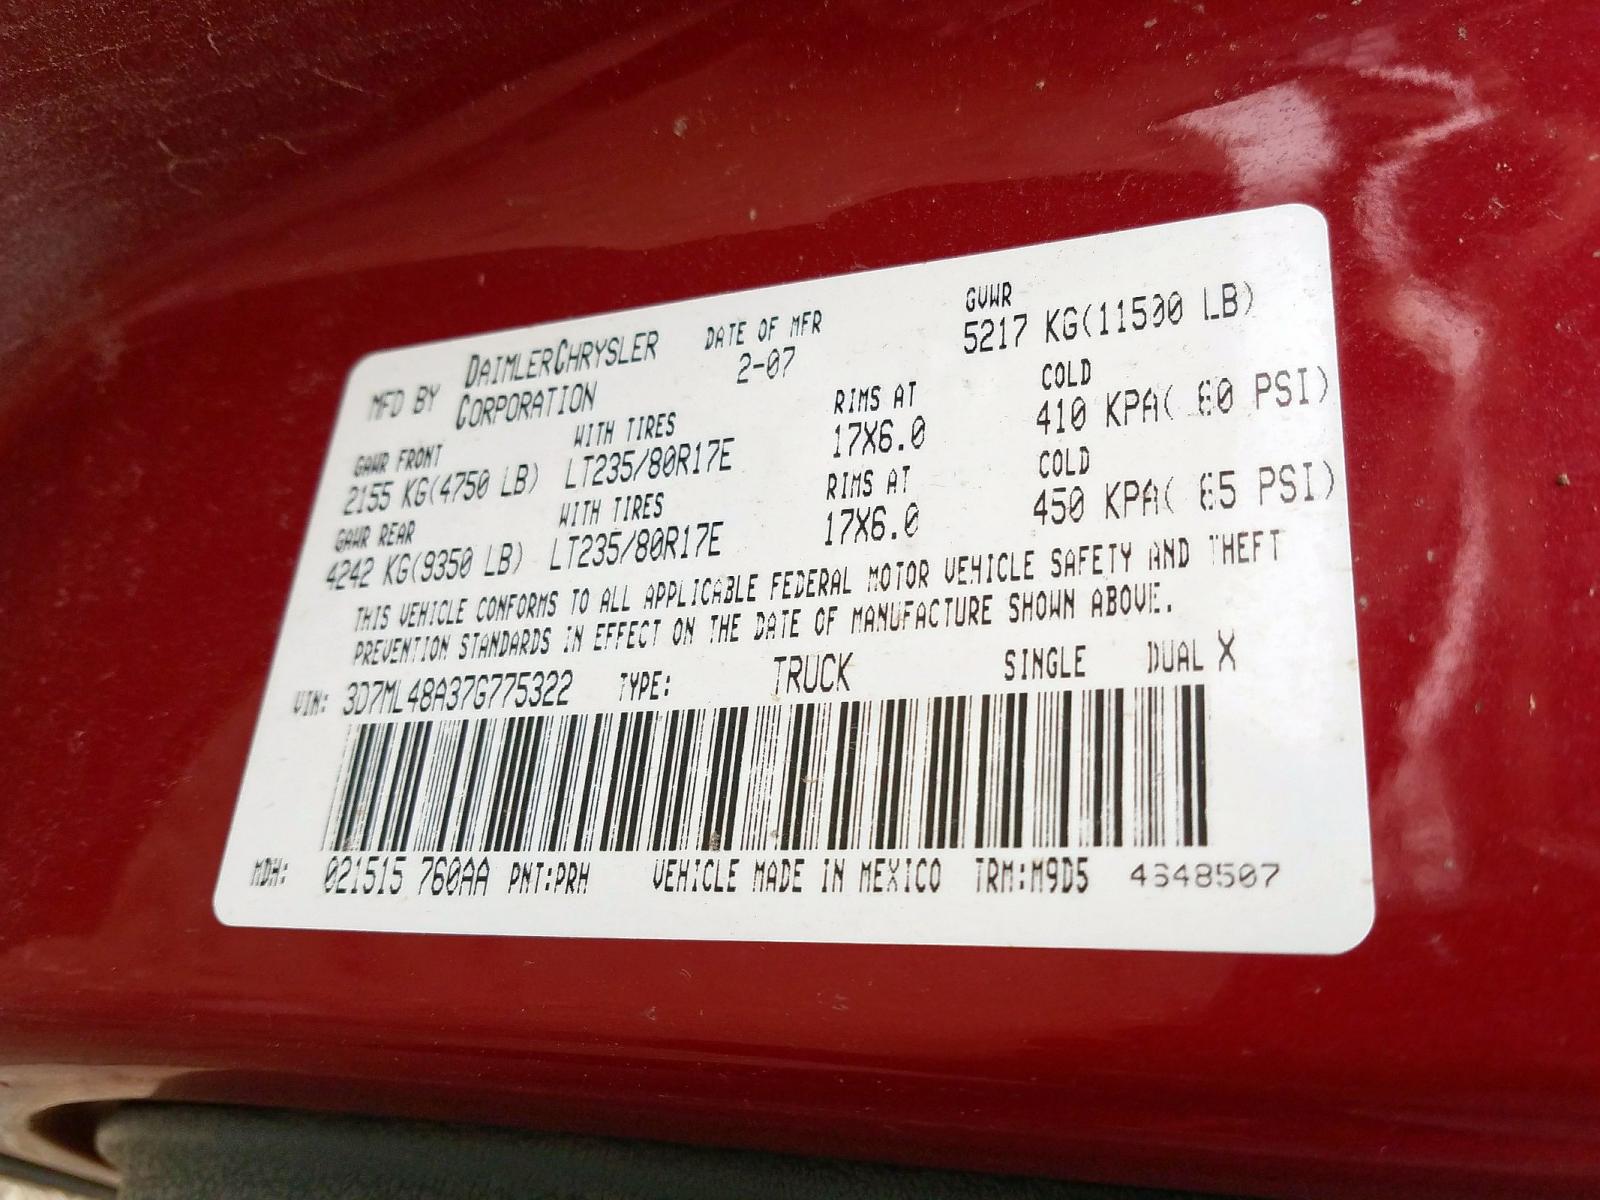 MFD BY DAIMLERCHRYSLER CORPORATION
DATE OF MFR 2-07
GVWR 5217 KG(11500 LB)
GAWR FRONT WITH TIRES RIMS AT COLD
2155 KG(4750 LB) LT235/80R17E 17X6.0 410 KPA( 60 PSI)
GAWR REAR WITH TIRES RIMS AT COLD
4242 KG(9350 LB) LT235/80R17E 17X6.0 450 KPA( 65 PSI)
THIS VEHICLE CONFORMS TO ALL APPLICABLE FEDERAL MOTOR VEHICLE SAFETY AND THEFT
PREVENTION STANDARDS IN EFFECT ON THE DATE OF MANUFACTURE SHOWN ABOVE.
VIN: 3D7ML48A37G775322 TYPE: TRUCK SINGLE DUAL X
MDH: 021515 760AA PNT:PRH VEHICLE MADE IN MEXICO TRM:M9D5